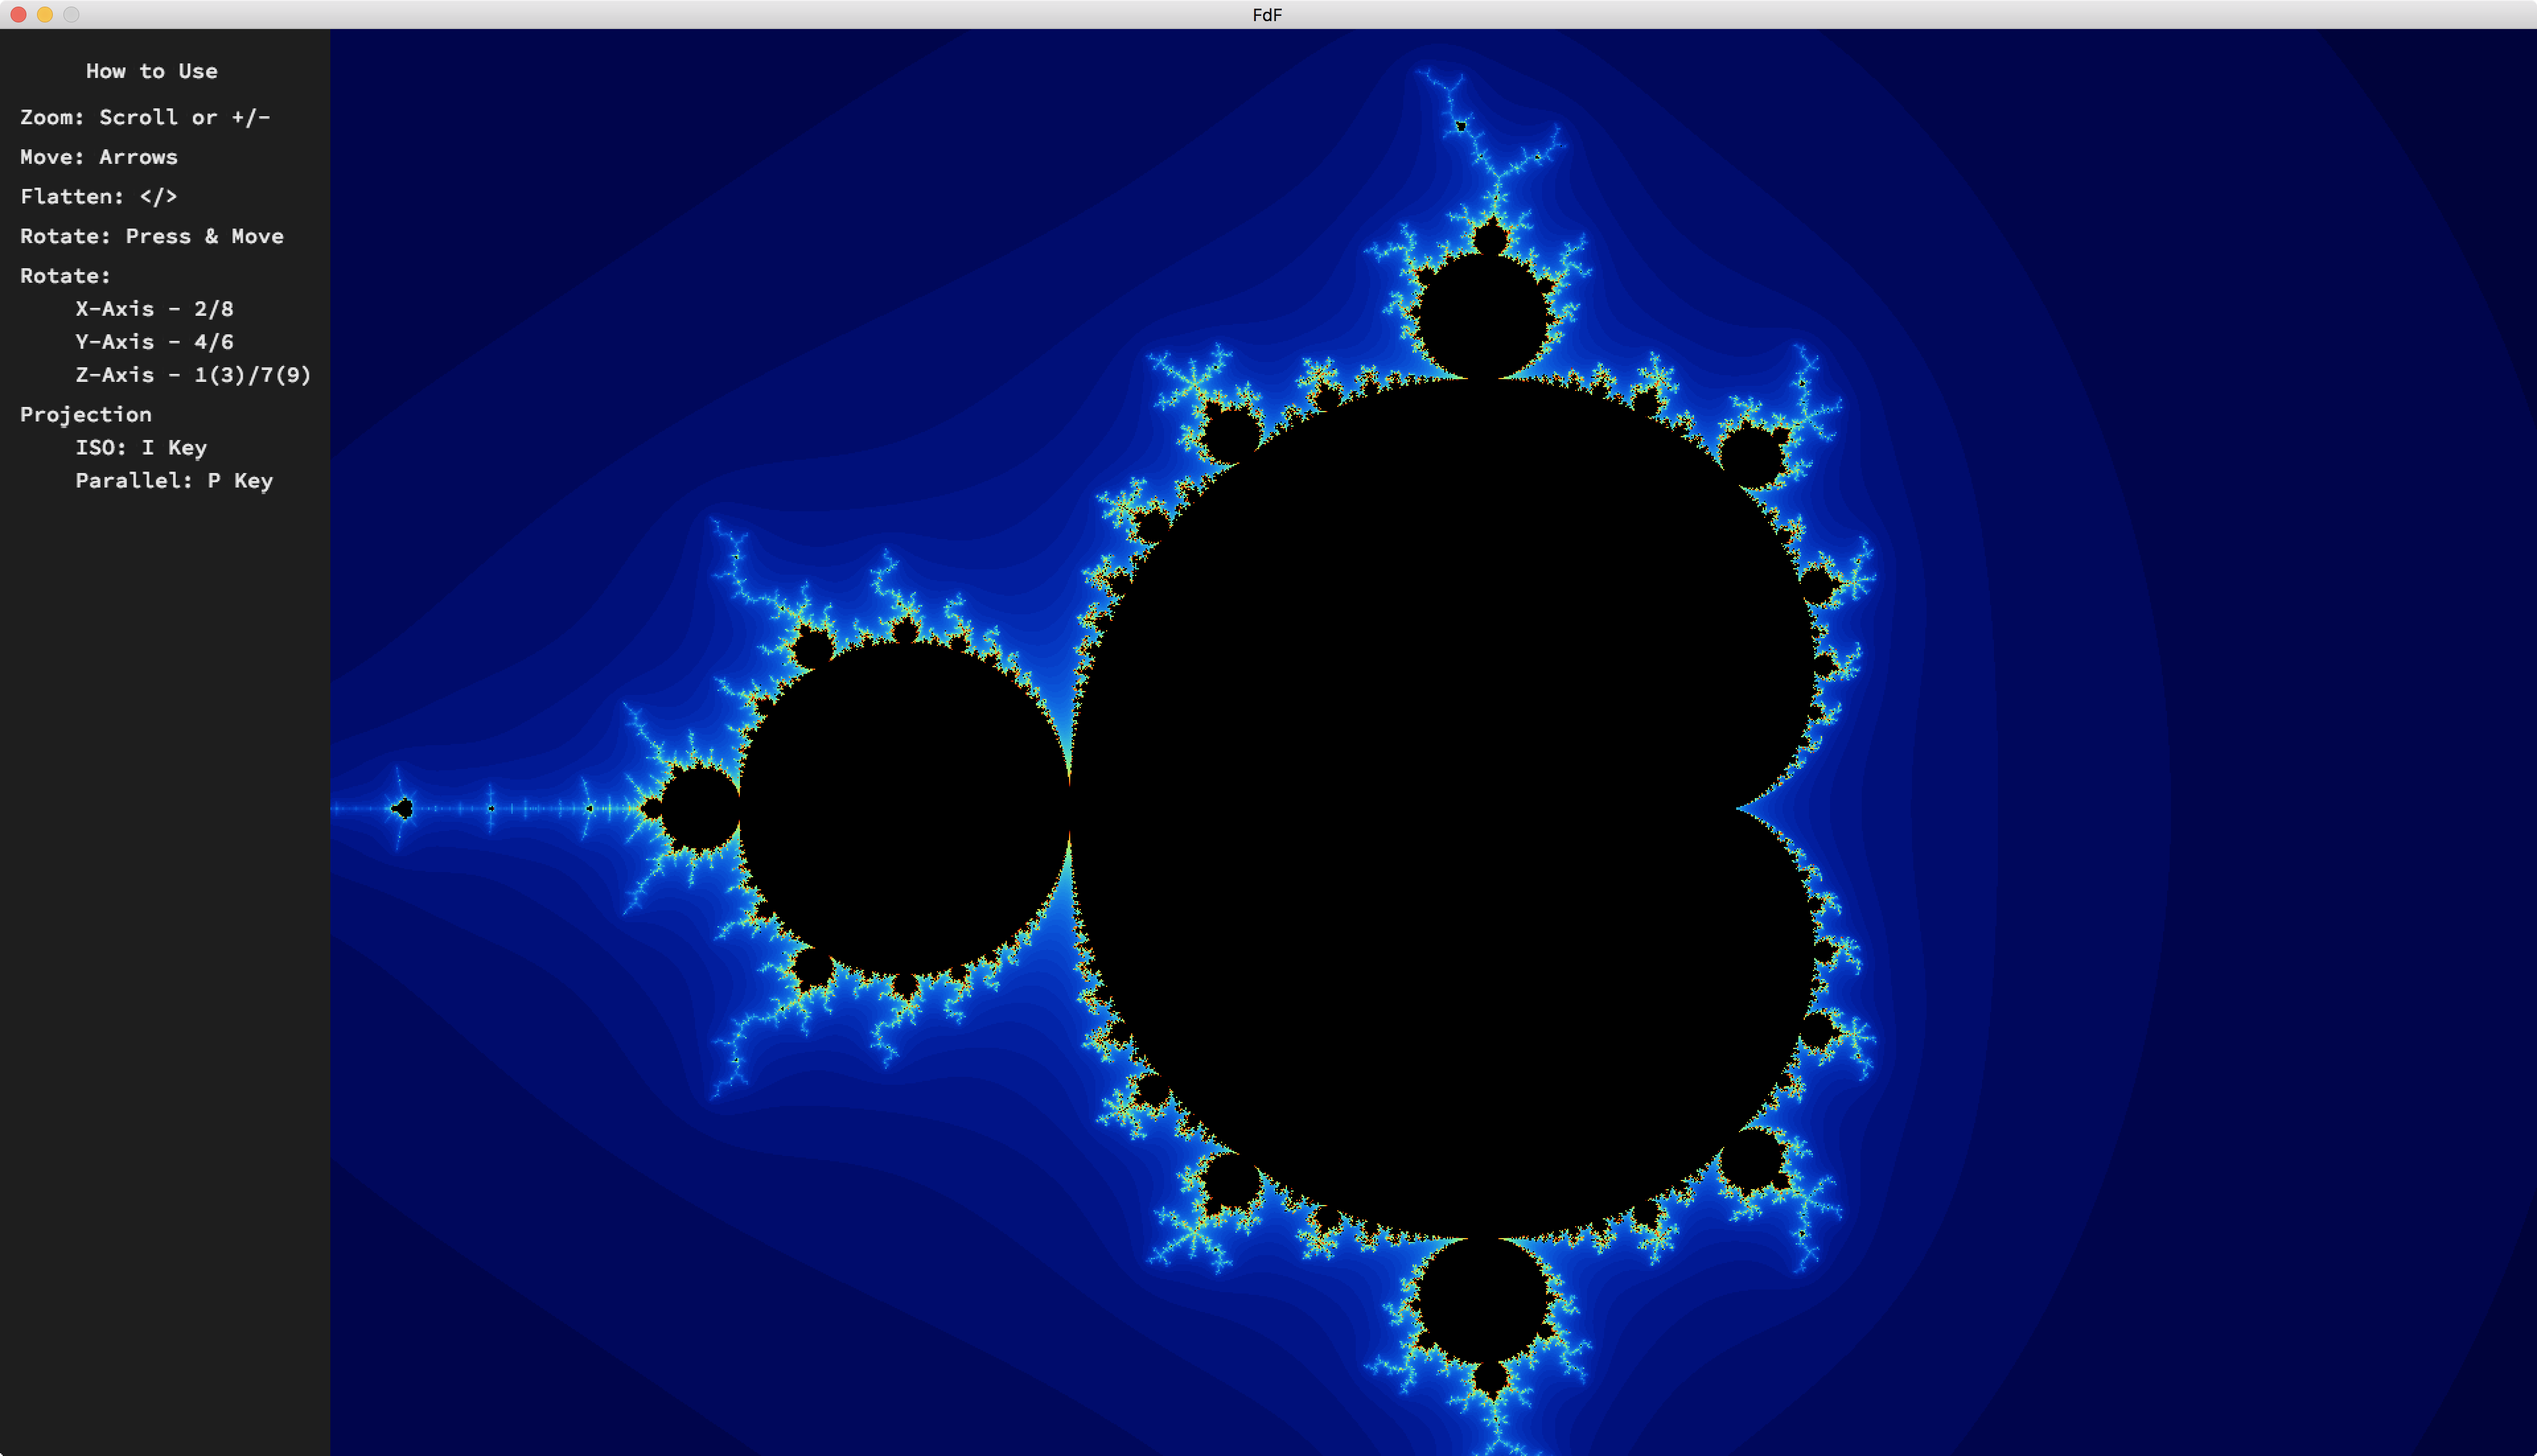 FdF
How to Use
Zoom: Scroll or +/-
Move: Arrows
Flatten: </>
Rotate: Press & Move
Rotate:
X-Axis - 2/8
Y-Axis - 4/6
Z-Axis - 1(3)/7(9)
Projection
ISO: I Key
Parallel: P Key